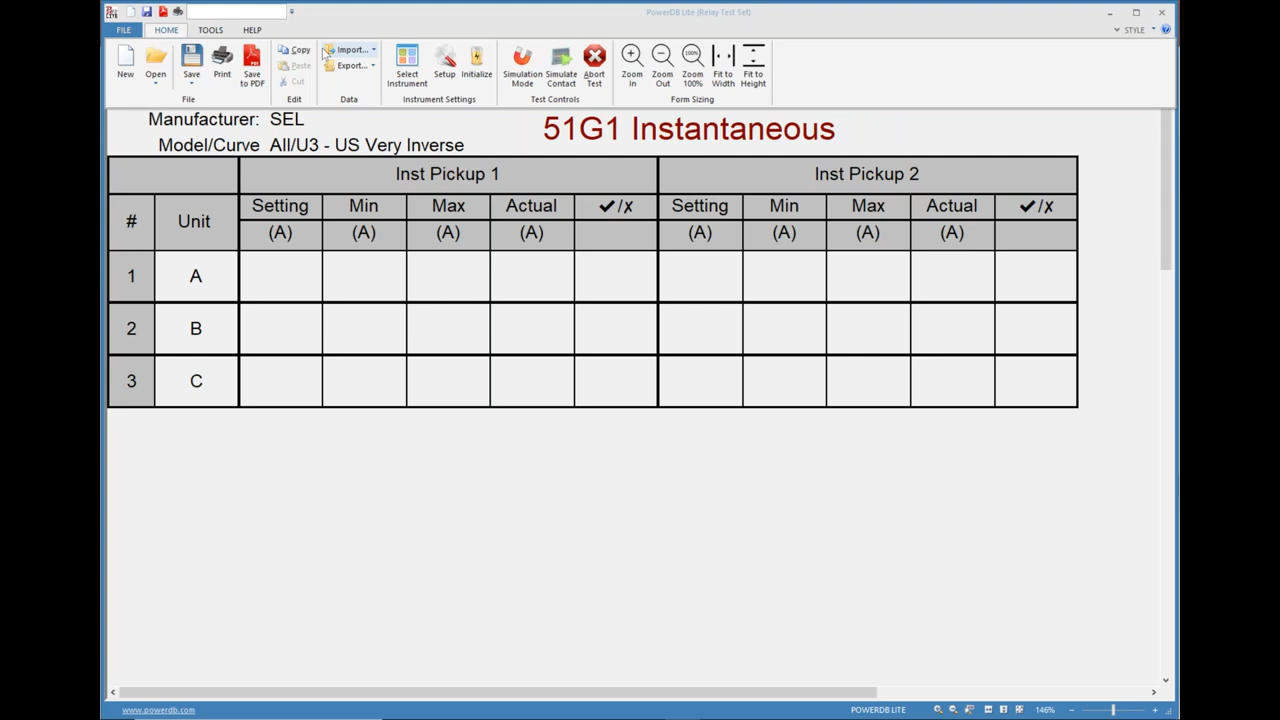 PowerDB Lite (Relay Test Set)
FILE HOME TOOLS HELP STYLE
New Open Save Print Save to PDF
Copy Paste Cut
Import... Export...
Select Instrument Setup Initialize
Simulation Mode Simulate Contact Abort Test
Zoom In Zoom Out 100% Zoom 100% Fit to Width Fit to Height
File Edit Data Instrument Settings Test Controls Form Sizing
Manufacturer: SEL
51G1 Instantaneous
Model/Curve All/U3 - US Very Inverse
Inst Pickup 1 Inst Pickup 2
# Unit Setting Min Max Actual ✔/✗ Setting Min Max Actual ✔/✗
(A) (A) (A) (A) (A) (A) (A) (A)
1 A
2 B
3 C
www.powerdb.com POWERDB LITE 146%